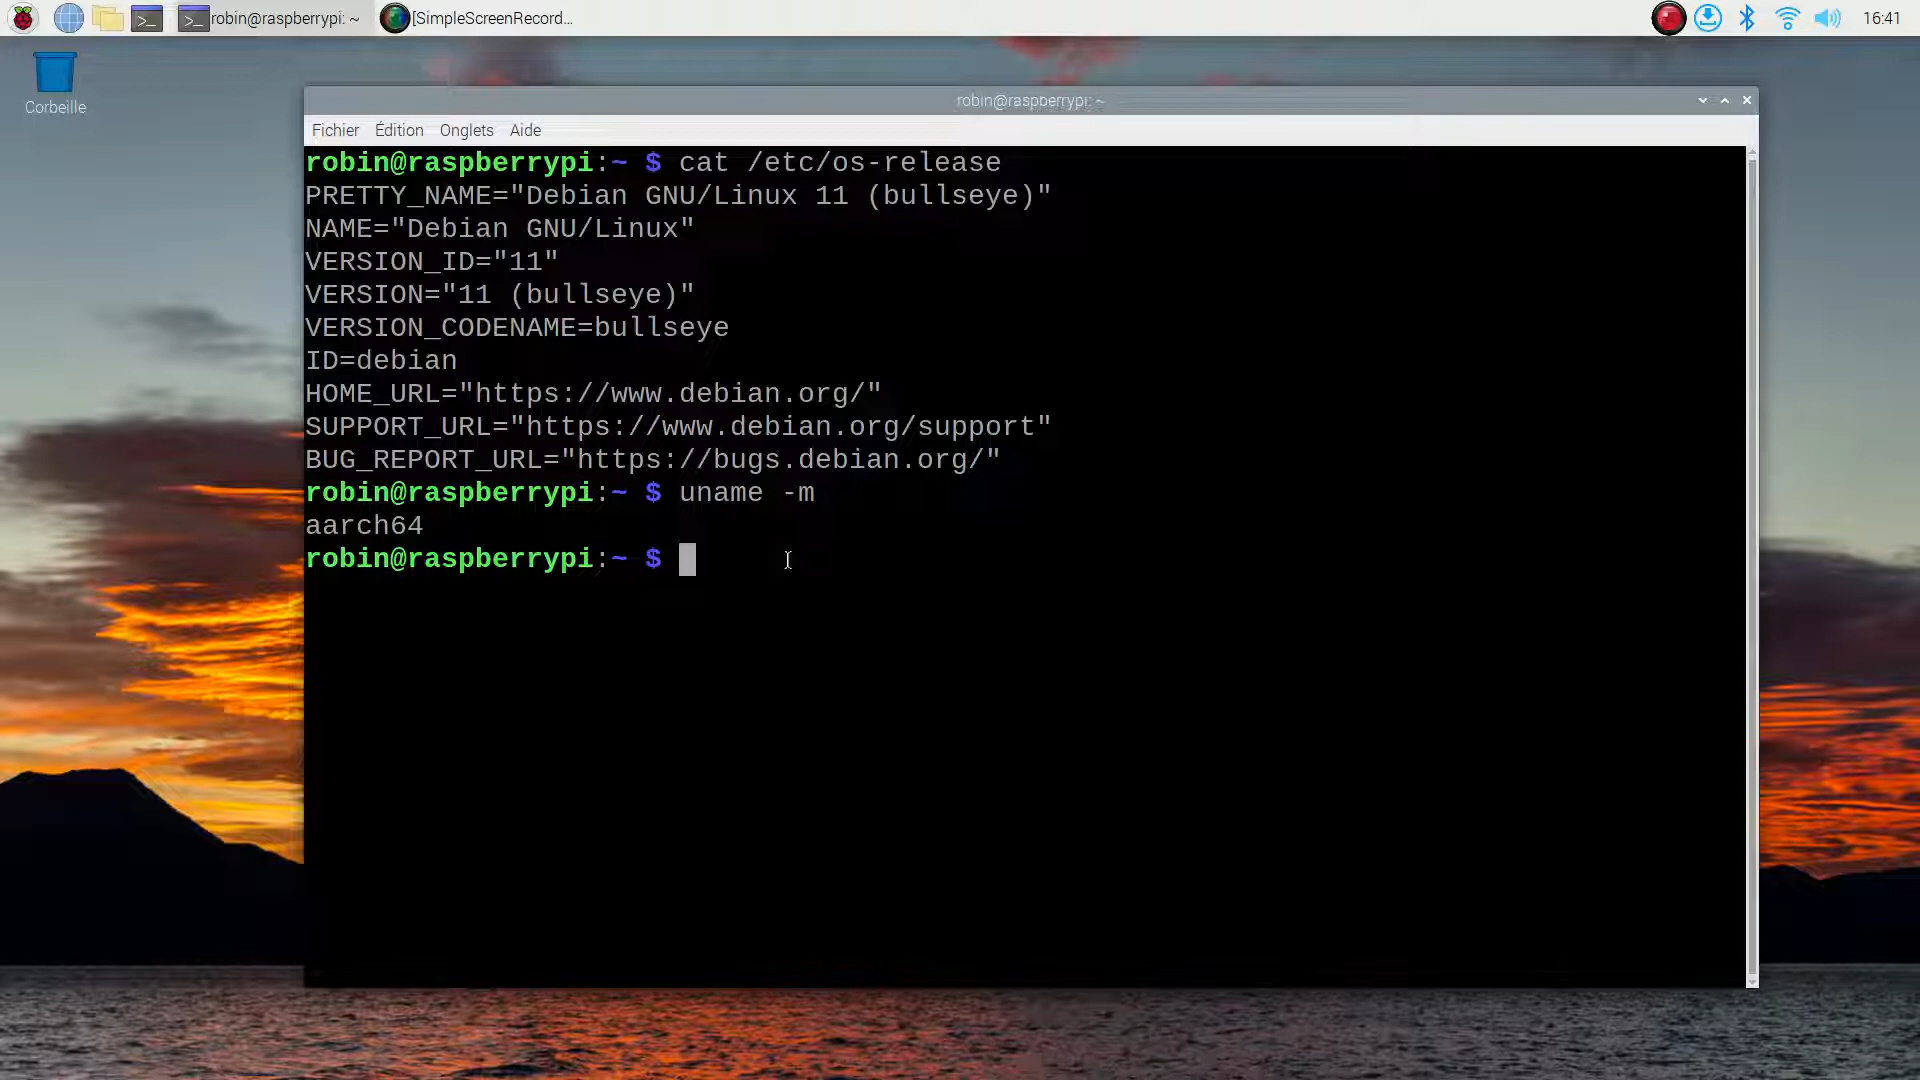 robin@raspberrypi: ~
[SimpleScreenRecord...
16:41
Corbeille
robin@raspberrypi: ~
Fichier Édition Onglets Aide
robin@raspberrypi:~ $ cat /etc/os-release
PRETTY_NAME="Debian GNU/Linux 11 (bullseye)"
NAME="Debian GNU/Linux"
VERSION_ID="11"
VERSION="11 (bullseye)"
VERSION_CODENAME=bullseye
ID=debian
HOME_URL="https://www.debian.org/"
SUPPORT_URL="https://www.debian.org/support"
BUG_REPORT_URL="https://bugs.debian.org/"
robin@raspberrypi:~ $ uname -m
aarch64
robin@raspberrypi:~ $